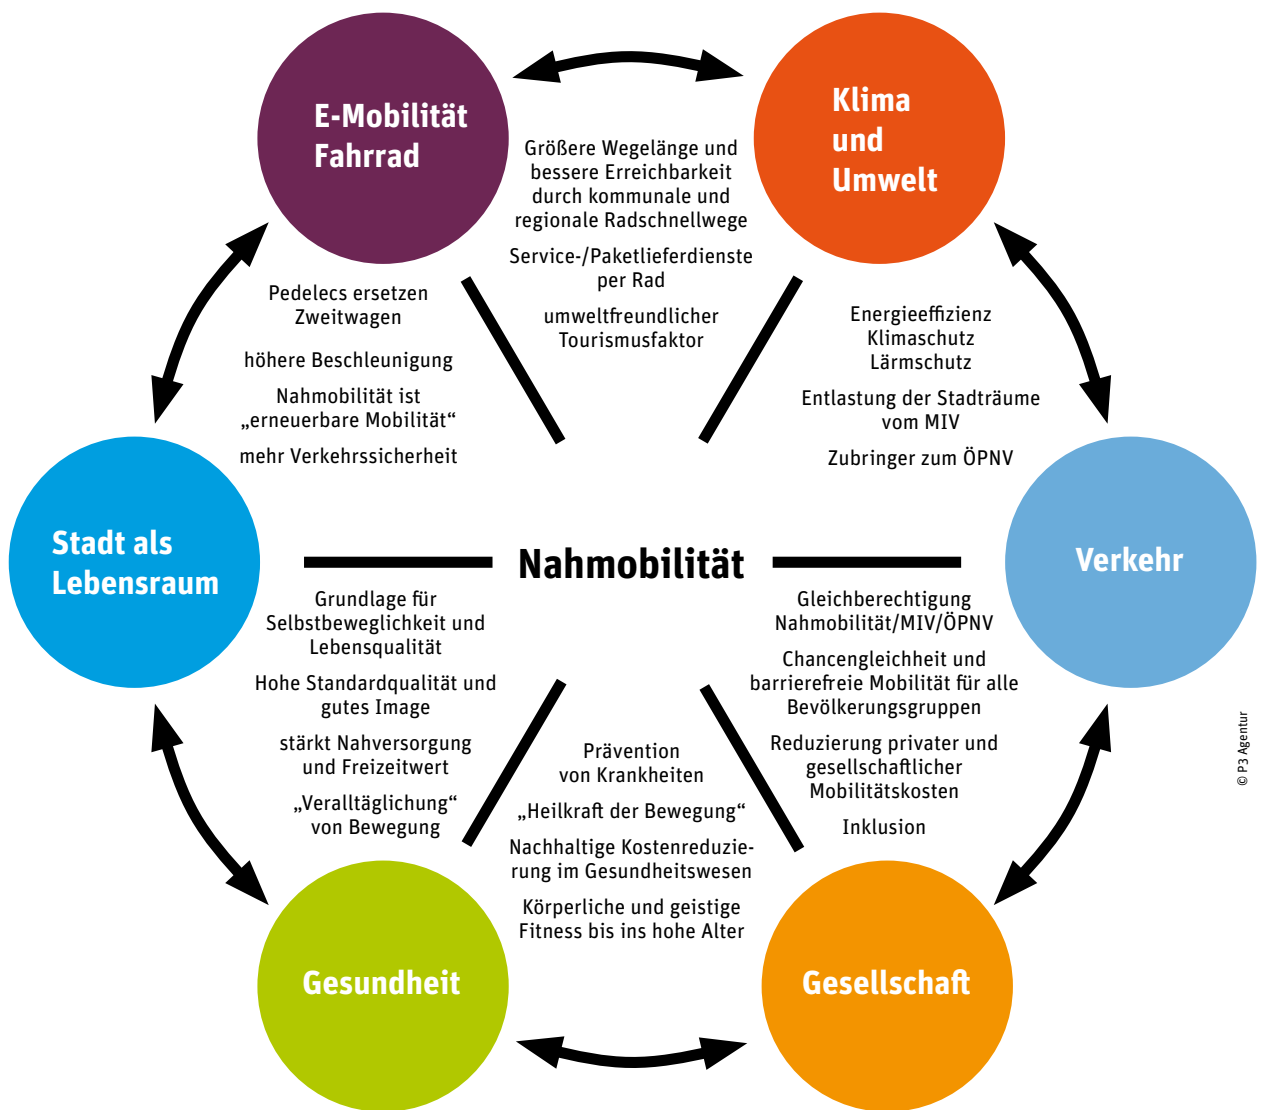 E-Mobilität
Fahrrad
Klima
und
Umwelt
Größere Wegelänge und
bessere Erreichbarkeit
durch kommunale und
regionale Radschnellwege
Service-/Paketlieferdienste
per Rad
umweltfreundlicher
Tourismusfaktor
Pedelecs ersetzen
Zweitwagen
höhere Beschleunigung
Nahmobilität ist
„erneuerbare Mobilität“
mehr Verkehrssicherheit
Energieeffizienz
Klimaschutz
Lärmschutz
Entlastung der Stadträume
vom MIV
Zubringer zum ÖPNV
Stadt als
Lebensraum
Nahmobilität
Verkehr
Grundlage für
Selbstbeweglichkeit und
Lebensqualität
Hohe Standardqualität und
gutes Image
stärkt Nahversorgung
und Freizeitwert
„Veralltäglichung“
von Bewegung
Gleichberechtigung
Nahmobilität/MIV/ÖPNV
Chancengleichheit und
barrierefreie Mobilität für alle
Bevölkerungsgruppen
Reduzierung privater und
gesellschaftlicher
Mobilitätskosten
Inklusion
Prävention
von Krankheiten
„Heilkraft der Bewegung“
Nachhaltige Kostenreduzie-
rung im Gesundheitswesen
Körperliche und geistige
Fitness bis ins hohe Alter
Gesundheit
Gesellschaft
© P3 Agentur